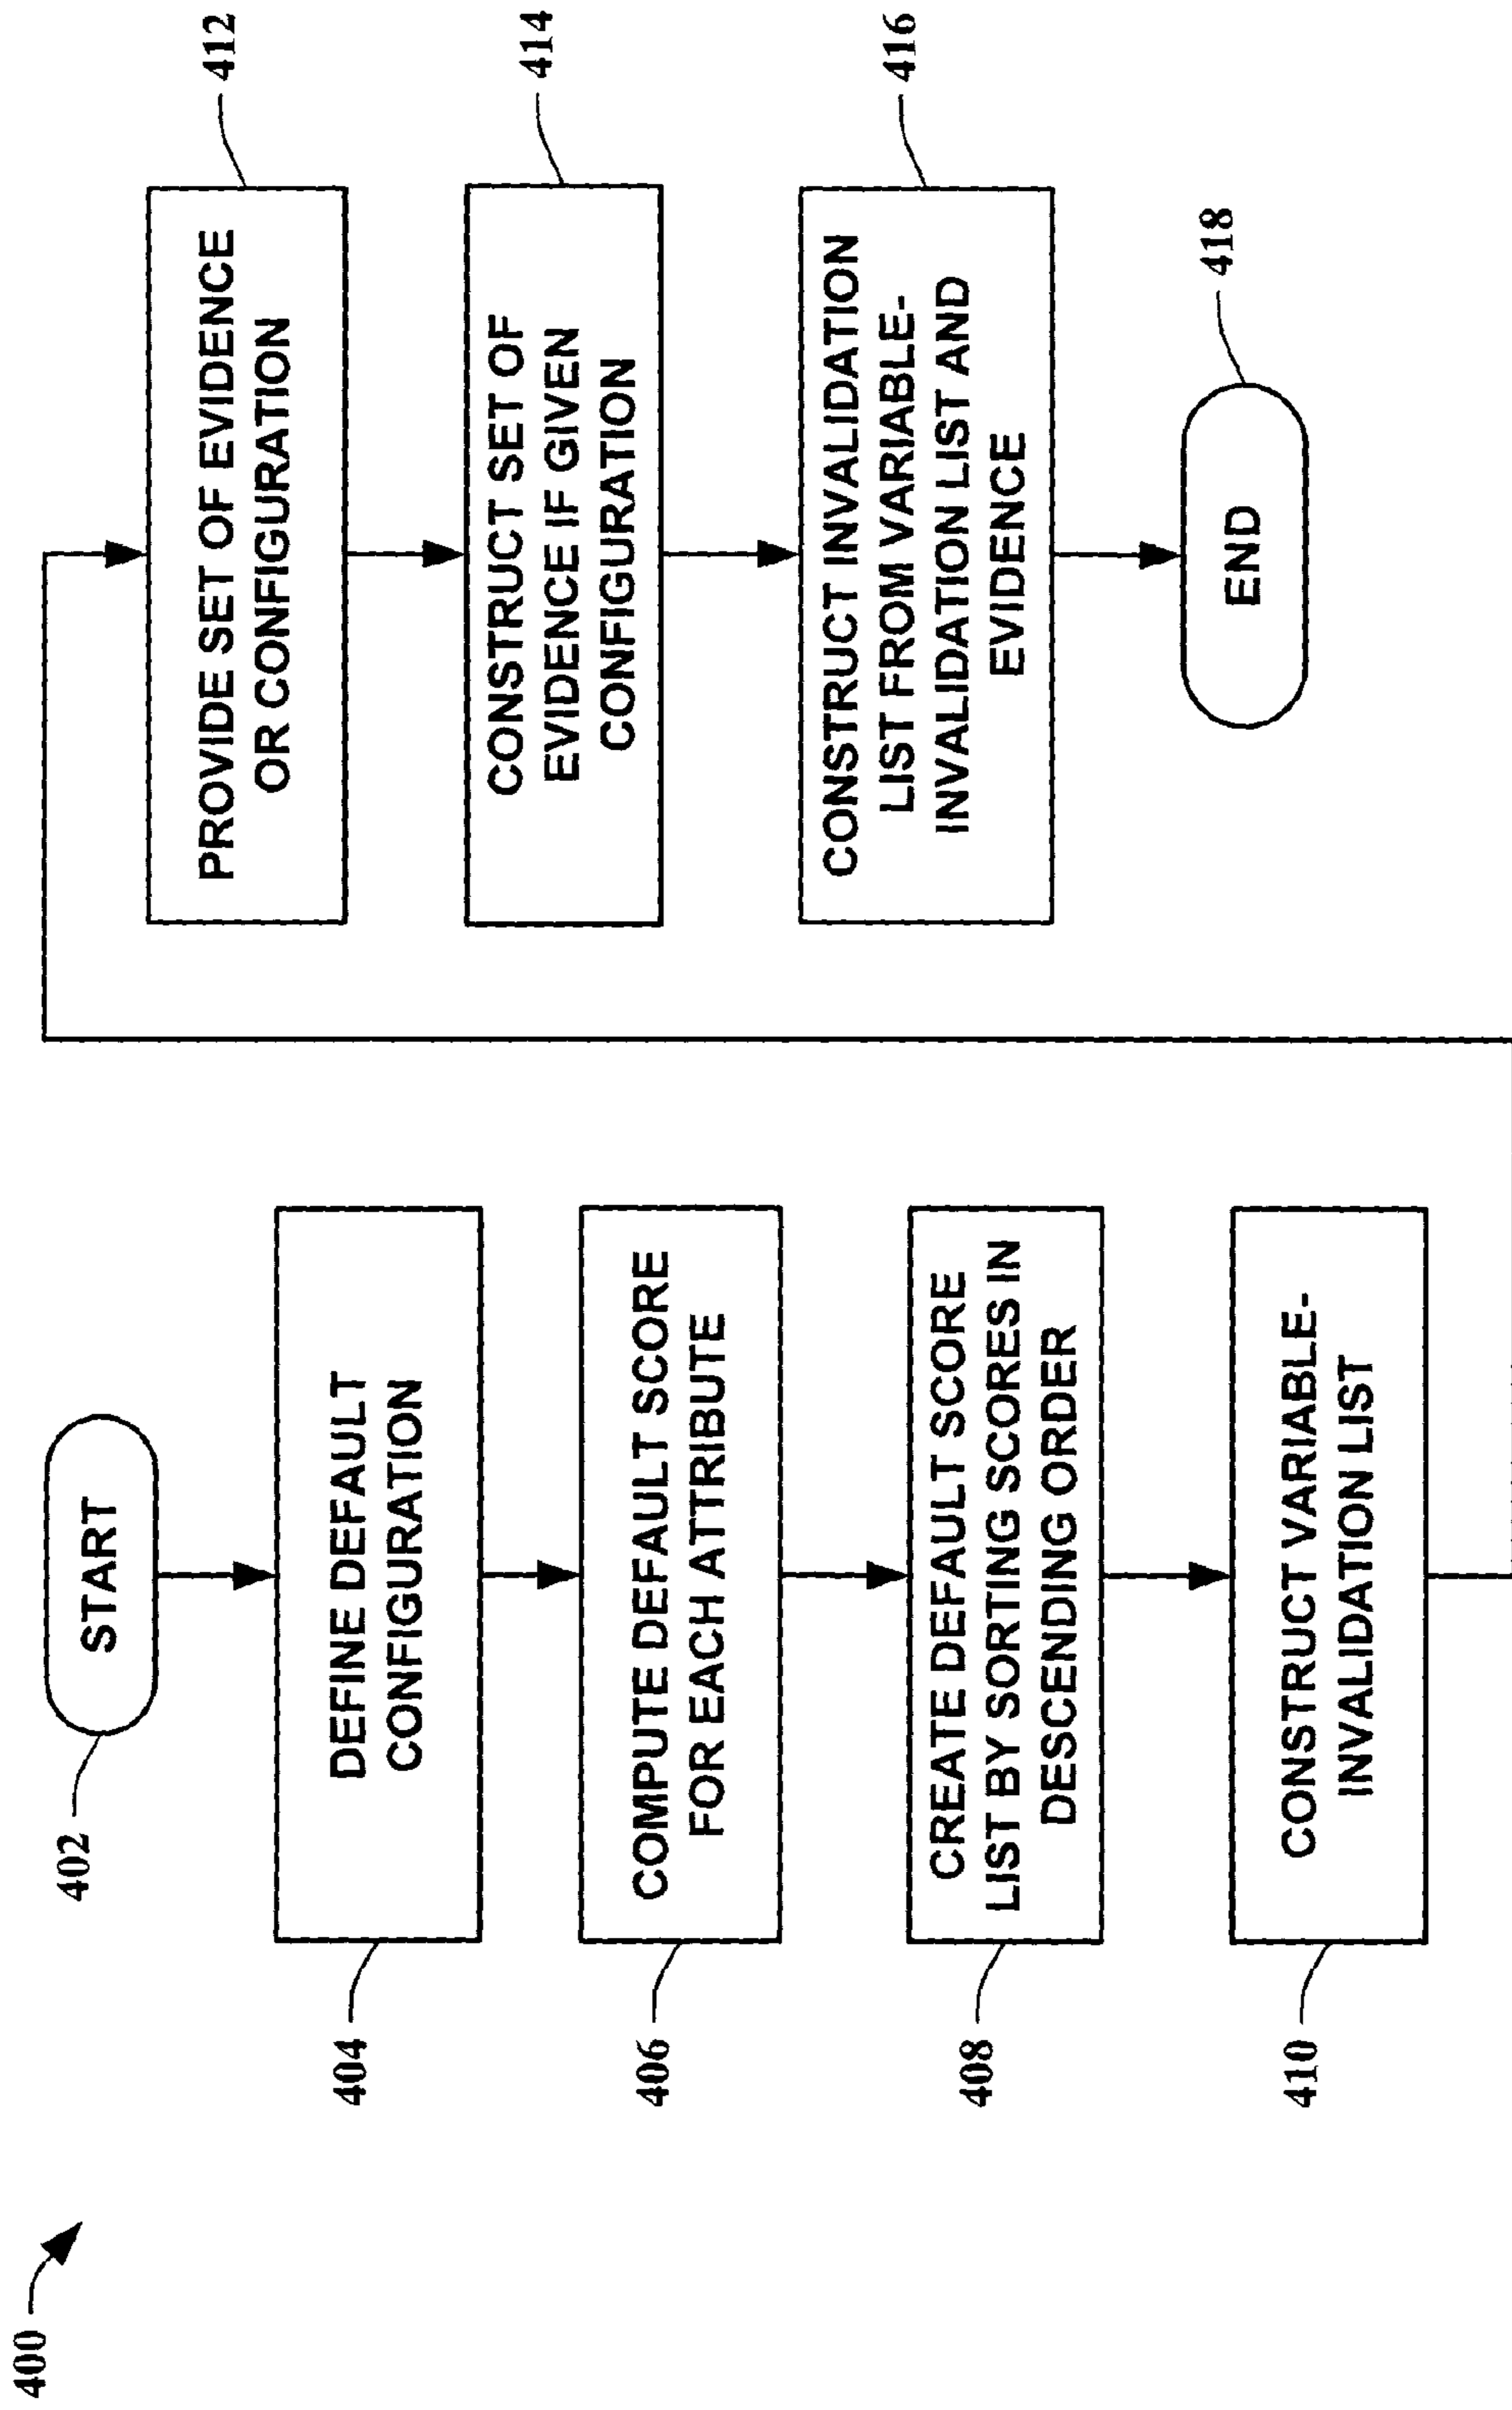 400
402
START
404
DEFINE DEFAULT
CONFIGURATION
406
COMPUTE DEFAULT SCORE
FOR EACH ATTRIBUTE
408
CREATE DEFAULT SCORE
LIST BY SORTING SCORES IN
DESCENDING ORDER
410
CONSTRUCT VARIABLE-
INVALIDATION LIST
412
PROVIDE SET OF EVIDENCE
OR CONFIGURATION
414
CONSTRUCT SET OF
EVIDENCE IF GIVEN
CONFIGURATION
416
CONSTRUCT INVALIDATION
LIST FROM VARIABLE-
INVALIDATION LIST AND
EVIDENCE
418
END